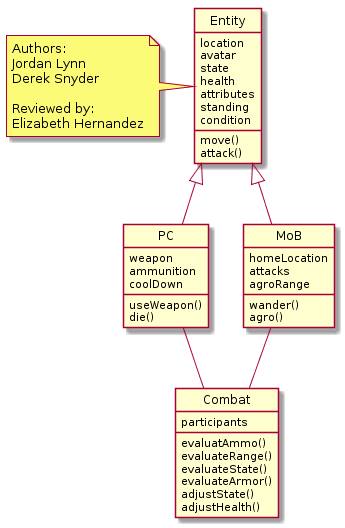 Authors:
Jordan Lynn
Derek Snyder
Reviewed by:
Elizabeth Hernandez
Entity
location
avatar
state
health
attributes
standing
condition
move()
attack()
PC
weapon
ammunition
coolDown
useWeapon()
die()
MoB
homeLocation
attacks
agroRange
wander()
agro()
Combat
participants
evaluatAmmo()
evaluateRange()
evaluateState()
evaluateArmor()
adjustState()
adjustHealth()